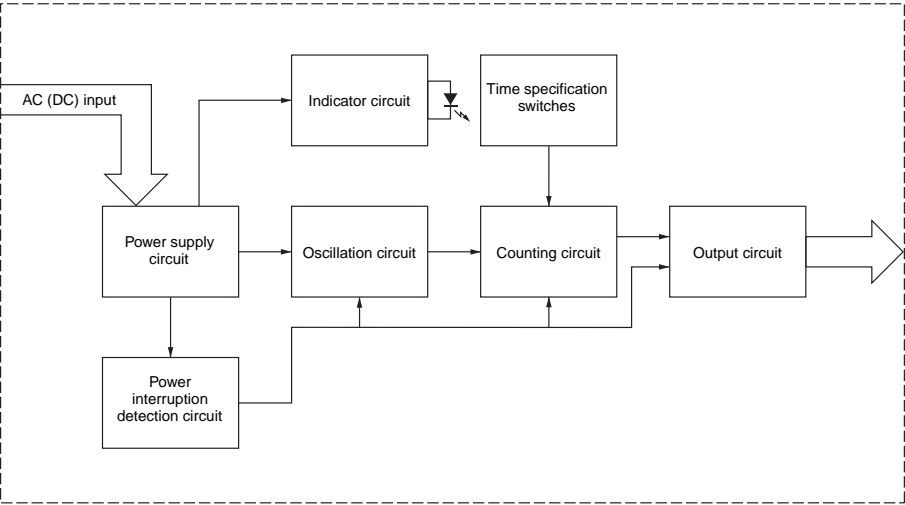 AC (DC) input
Indicator circuit
Time specification
switches
Power supply
circuit
Oscillation circuit
Counting circuit
Output circuit
Power
interruption
detection circuit